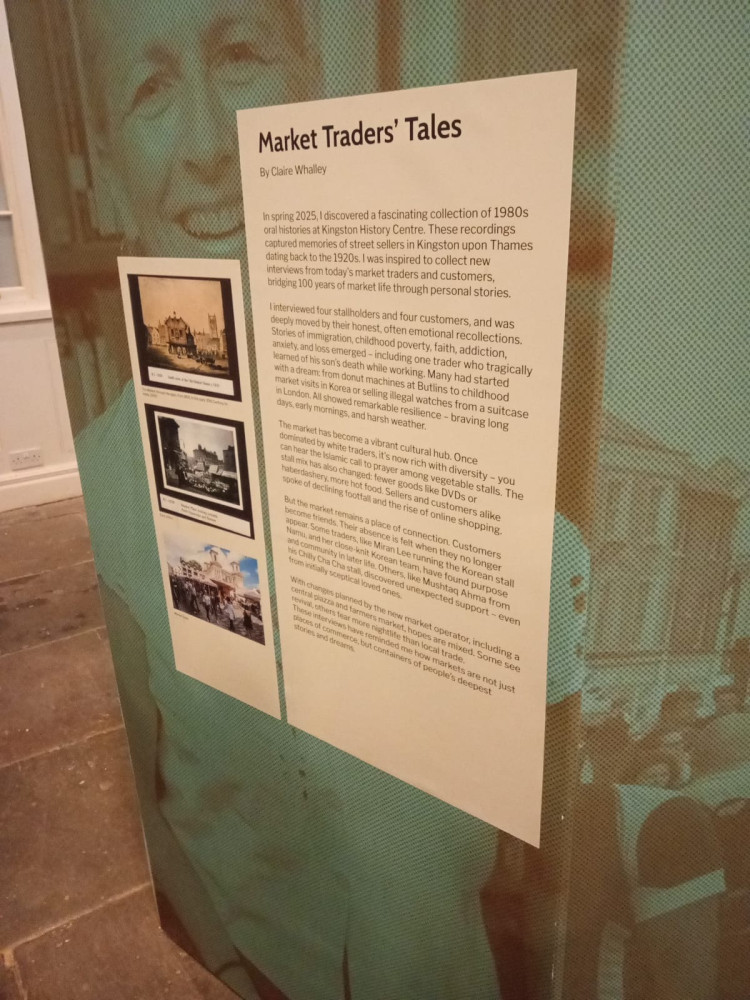 Market Traders' Tales
By Claire Whalley
In spring 2025, I discovered a fascinating collection of 1980s
oral histories at Kingston History Centre. These recordings
captured memories of street sellers in Kingston upon Thames
dating back to the 1920s. I was inspired to collect new
interviews from today's market traders and customers,
bridging 100 years of market life through personal stories.
I interviewed four stallholders and four customers, and was
deeply moved by their honest, often emotional recollections.
Stories of immigration, childhood poverty, faith, addiction,
anxiety, and loss emerged – including one trader who tragically
learned of his son's death while working. Many had started
with a dream: from donut machines at Butlins to childhood
market visits in Korea or selling illegal watches from a suitcase
in London. All showed remarkable resilience – braving long
days, early mornings, and harsh weather.
The market has become a vibrant cultural hub. Once
dominated by white traders, it's now rich with diversity – you
can hear the Islamic call to prayer among vegetable stalls. The
stall mix has also changed: fewer goods like DVDs or
haberdashery, more hot food. Sellers and customers alike
spoke of declining footfall and the rise of online shopping.
But the market remains a place of connection. Customers
become friends. Their absence is felt when they no longer
appear. Some traders, like Miran Lee running the Korean stall
Namu, and her close-knit Korean team, have found purpose
and community in later life. Others, like Mushtaq Ahma from
his Chilly Cha Cha stall, discovered unexpected support – even
from initially sceptical loved ones.
With changes planned by the new market operator, including a
central piazza and farmers market, hopes are mixed. Some see
revival, others fear more nightlife than local trade.
These interviews have reminded me how markets are not just
places of commerce, but containers of people's deepest
stories and dreams.